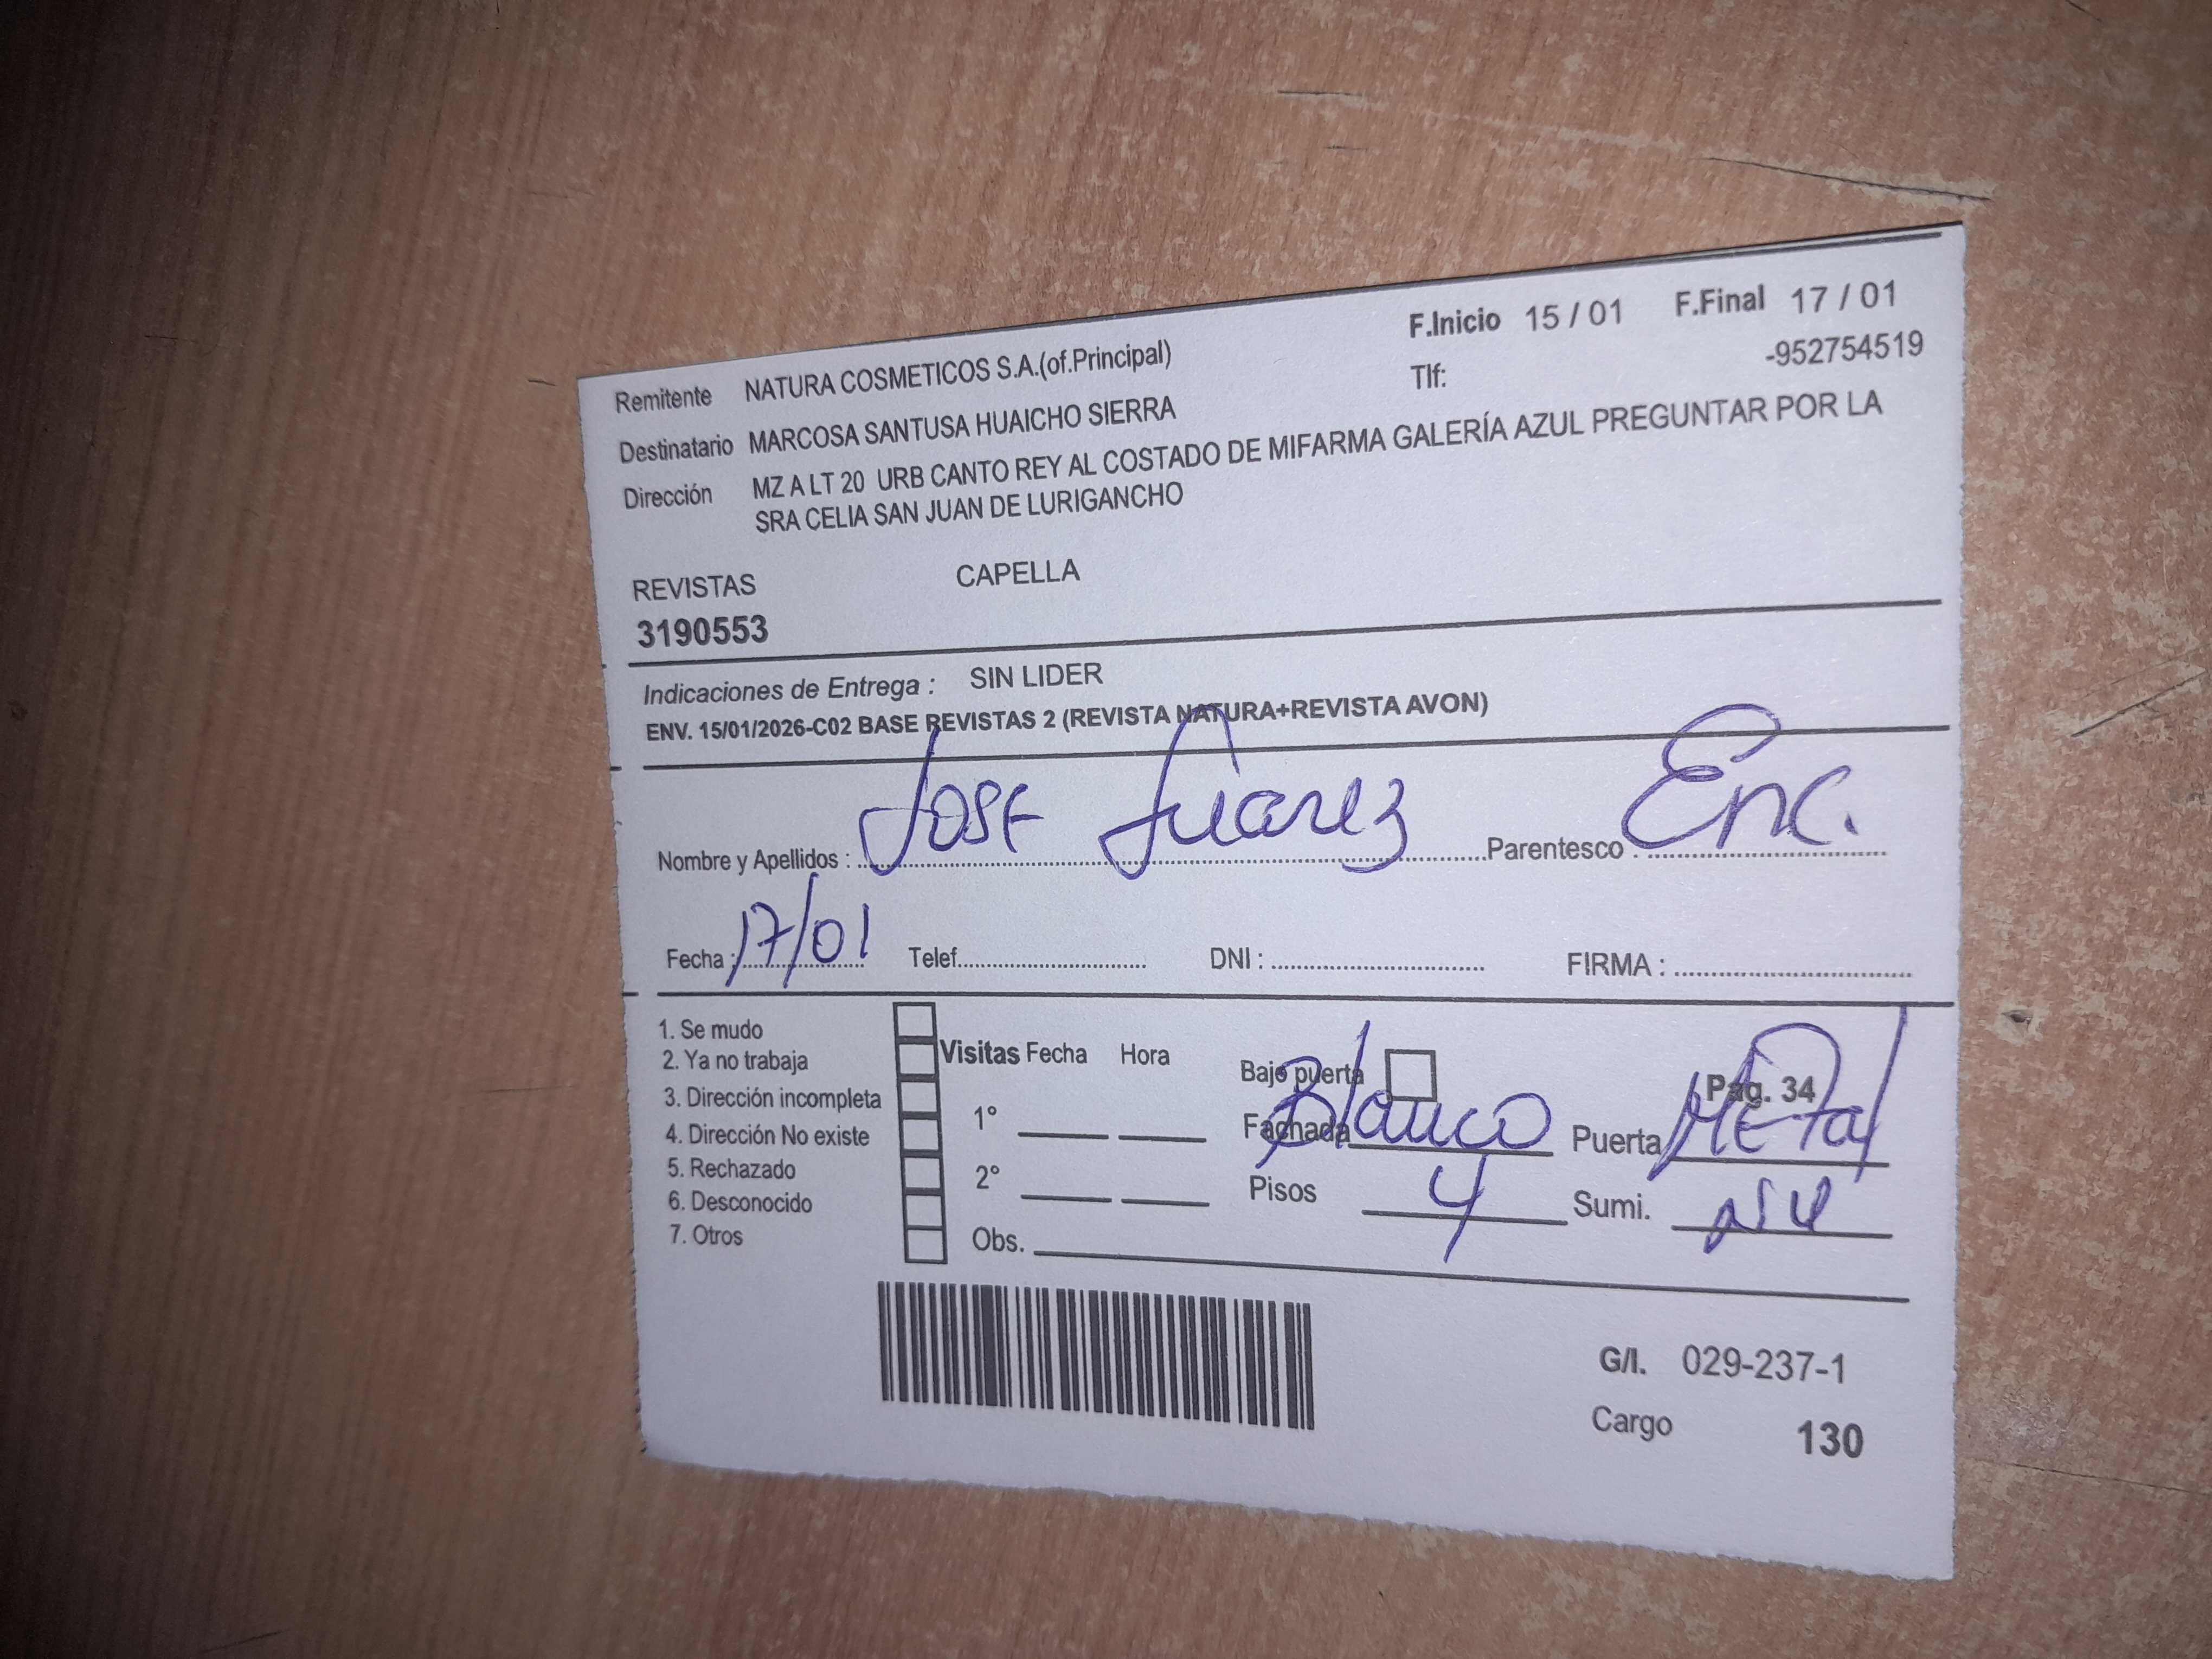 F.Inicio 15 / 01 F.Final 17 / 01
Remitente NATURA COSMETICOS S.A.(of.Principal) Tlf: -952754519
Destinatario MARCOSA SANTUSA HUAICHO SIERRA
Dirección MZ A LT 20 URB CANTO REY AL COSTADO DE MIFARMA GALERÍA AZUL PREGUNTAR POR LA
SRA CELIA SAN JUAN DE LURIGANCHO
REVISTAS CAPELLA
3190553
Indicaciones de Entrega : SIN LIDER
ENV. 15/01/2026-C02 BASE REVISTAS 2 (REVISTA NATURA+REVISTA AVON)
Nombre y Apellidos : Jose Suarez Parentesco : Enc.
Fecha : 17/01 Telef. DNI : FIRMA :
1. Se mudo
2. Ya no trabaja
3. Dirección incompleta
4. Dirección No existe
5. Rechazado
6. Desconocido
7. Otros
Visitas Fecha Hora
1°
2°
Obs.
Bajo puerta Pag. 34
Fachada Blanco Puerta Metal
Pisos 4 Sumi.
G/I. 029-237-1
Cargo 130